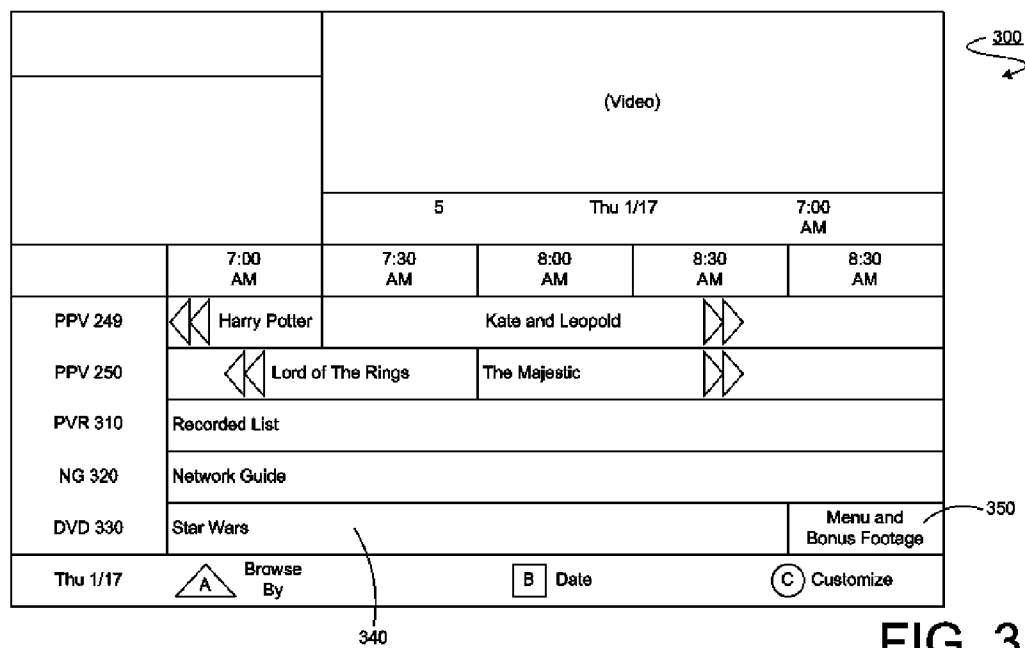 300
(Video)
5 Thu 1/17 7:00
AM
7:00 7:30 8:00 8:30 8:30
AM AM AM AM AM
PPV 249 Harry Potter Kate and Leopold
PPV 250 Lord of The Rings The Majestic
PVR 310 Recorded List
NG 320 Network Guide
DVD 330 Star Wars Menu and
Bonus Footage
350
Thu 1/17 A Browse
By B Date C Customize
340
FIG. 3